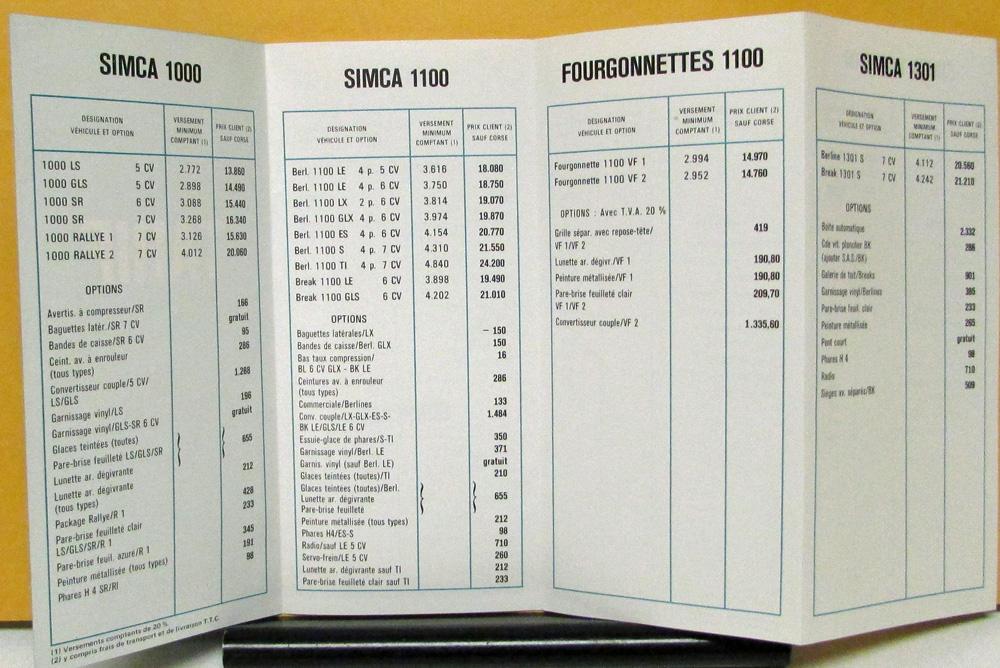 SIMCA 1000
DÉSIGNATION
VÉHICULE ET OPTION
VERSEMENT
MINIMUM
COMPTANT (1)
PRIX CLIENT (2)
SAUF CORSE
1000 LS 5 CV 2.772 13.860
1000 GLS 5 CV 2.898 14.490
1000 SR 6 CV 3.088 15.440
1000 SR 7 CV 3.268 16.340
1000 RALLYE 1 7 CV 3.126 15.630
1000 RALLYE 2 7 CV 4.012 20.060
OPTIONS
Avertis. à compresseur/SR 166
Baguettes latér./SR 7 CV gratuit
Bandes de caisse/SR 6 CV 95
Ceint. av. à enrouleur 286
(tous types)
Convertisseur couple/5 CV/ 1.288
LS/GLS
Garnissage vinyl/LS 196
Garnissage vinyl/GLS-SR 6 CV gratuit
Glaces teintées (toutes)
Pare-brise feuilleté LS/GLS/SR 655
Lunette ar. dégivrante
Lunette ar. dégivrante 212
(tous types)
Package Rallye/R 1 428
Pare-brise feuilleté clair 233
LS/GLS/SR/R 1
Pare-brise feuil. azuré/R 1 345
Peinture métallisée (tous types) 191
Phares H 4 SR/RI 98
(1) Versements comptants de 20 %.
(2) y compris frais de transport et de livraison T.T.C.
SIMCA 1100
DÉSIGNATION
VÉHICULE ET OPTION
VERSEMENT
MINIMUM
COMPTANT (1)
PRIX CLIENT (2)
SAUF CORSE
Berl. 1100 LE 4 p. 5 CV 3.616 18.080
Berl. 1100 LE 4 p. 6 CV 3.750 18.750
Berl. 1100 LX 2 p. 6 CV 3.814 19.070
Berl. 1100 GLX 4 p. 6 CV 3.974 19.870
Berl. 1100 ES 4 p. 6 CV 4.154 20.770
Berl. 1100 S 4 p. 7 CV 4.310 21.550
Berl. 1100 TI 4 p. 7 CV 4.840 24.200
Break 1100 LE 6 CV 3.898 19.490
Break 1100 GLS 6 CV 4.202 21.010
OPTIONS
Baguettes latérales/LX – 150
Bandes de caisse/Berl. GLX 150
Bas taux compression/ 16
BL 6 CV GLX - BK LE
Ceintures av. à enrouleur 286
(tous types)
Commerciale/Berlines 133
Conv. couple/LX-GLX-ES-S- 1.484
BK LE/GLS/LE 6 CV
Essuie-glace de phares/S-TI 350
Garnissage vinyl/Berl. LE 371
Garnis. vinyl (sauf Berl. LE) gratuit
Glaces teintées (toutes)/TI 210
Glaces teintées (toutes)/Berl.
Lunette ar. dégivrante 655
Pare-brise feuilleté
Peinture métallisée (tous types) 212
Phares H4/ES-S 98
Radio/sauf LE 5 CV 710
Servo-frein/LE 5 CV 260
Lunette ar. dégivrante sauf TI 212
Pare-brise feuilleté clair sauf TI 233
FOURGONNETTES 1100
DÉSIGNATION
VÉHICULE ET OPTION
VERSEMENT
MINIMUM
COMPTANT (1)
PRIX CLIENT (2)
SAUF CORSE
Fourgonnette 1100 VF 1 2.994 14.970
Fourgonnette 1100 VF 2 2.952 14.760
OPTIONS : Avec T.V.A. 20 %
Grille sépar. avec repose-tête/ 419
VF 1/VF 2
Lunette ar. dégivr./VF 1 190,80
Peinture métallisée/VF 1 190,80
Pare-brise feuilleté clair 209,70
VF 1/VF 2
Convertisseur couple/VF 2 1.335,60
SIMCA 1301
DÉSIGNATION
VÉHICULE ET OPTION
VERSEMENT
MINIMUM
COMPTANT (1)
PRIX CLIENT (2)
SAUF CORSE
Berline 1301 S 7 CV 4.112 20.560
Break 1301 S 7 CV 4.242 21.210
OPTIONS
Boîte automatique 2.332
Cde vit. plancher BK 286
(ajouter S.A.S./BK)
Galerie de toit/Breaks 901
Garnissage vinyl/Berlines 385
Pare-brise feuil. clair 233
Peinture métallisée 265
Pont court gratuit
Phares H 4 98
Radio 710
Sièges av. séparés/BK 509